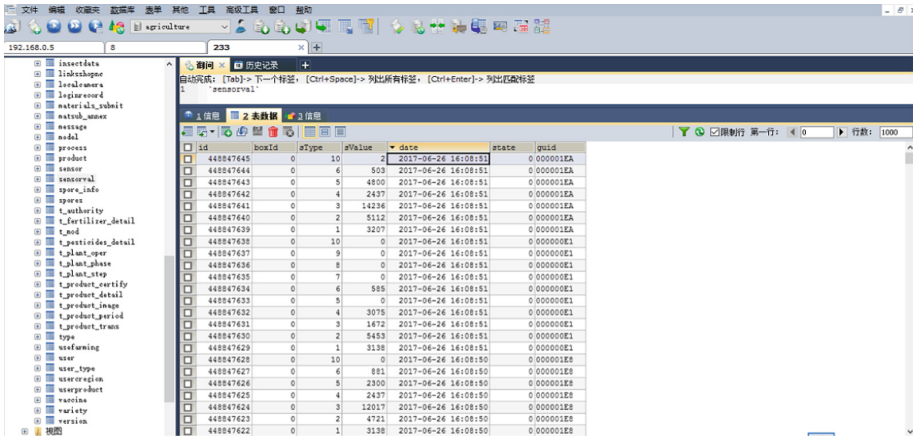 文件 编辑 收藏夹 数据库 表单 其他 工具 高级工具 窗口 帮助
agriculture
192.168.0.5 8 233
insectdata
linkshopne
localcamera
loginrecord
materials_submit
matsub_annex
message
model
process
product
sensor
sensorval
spore_info
spores
t_authority
t_fertilizer_detail
t_mod
t_pesticides_detail
t_plant_oper
t_plant_phase
t_plant_step
t_product_certify
t_product_detail
t_product_image
t_product_period
t_product_trans
type
usefarming
user
user_type
usercregion
userproduct
vaccine
variety
version
视图
询问 历史记录
自动完成: [Tab]-> 下一个标签, [Ctrl+Space]-> 列出所有标签, [Ctrl+Enter]-> 列出匹配标签
1 `sensorval`
1 信息 2 表数据 3 信息
限制行 第一行: 0 行数: 1000
id boxId sType sValue date state guid
448847645 0 10 2 2017-06-26 16:08:51 0 000001EA
448847644 0 6 503 2017-06-26 16:08:51 0 000001EA
448847643 0 5 4800 2017-06-26 16:08:51 0 000001EA
448847642 0 4 2437 2017-06-26 16:08:51 0 000001EA
448847641 0 3 14236 2017-06-26 16:08:51 0 000001EA
448847640 0 2 5112 2017-06-26 16:08:51 0 000001EA
448847639 0 1 3207 2017-06-26 16:08:51 0 000001EA
448847638 0 10 0 2017-06-26 16:08:51 0 000000E1
448847637 0 9 0 2017-06-26 16:08:51 0 000000E1
448847636 0 8 0 2017-06-26 16:08:51 0 000000E1
448847635 0 7 0 2017-06-26 16:08:51 0 000000E1
448847634 0 6 585 2017-06-26 16:08:51 0 000000E1
448847633 0 5 0 2017-06-26 16:08:51 0 000000E1
448847632 0 4 3075 2017-06-26 16:08:51 0 000000E1
448847631 0 3 1672 2017-06-26 16:08:51 0 000000E1
448847630 0 2 5453 2017-06-26 16:08:51 0 000000E1
448847629 0 1 3138 2017-06-26 16:08:51 0 000000E1
448847628 0 10 0 2017-06-26 16:08:50 0 000001E8
448847627 0 6 881 2017-06-26 16:08:50 0 000001E8
448847626 0 5 2300 2017-06-26 16:08:50 0 000001E8
448847625 0 4 2437 2017-06-26 16:08:50 0 000001E8
448847624 0 3 12017 2017-06-26 16:08:50 0 000001E8
448847623 0 2 4721 2017-06-26 16:08:50 0 000001E8
448847622 0 1 3138 2017-06-26 16:08:50 0 000001E8